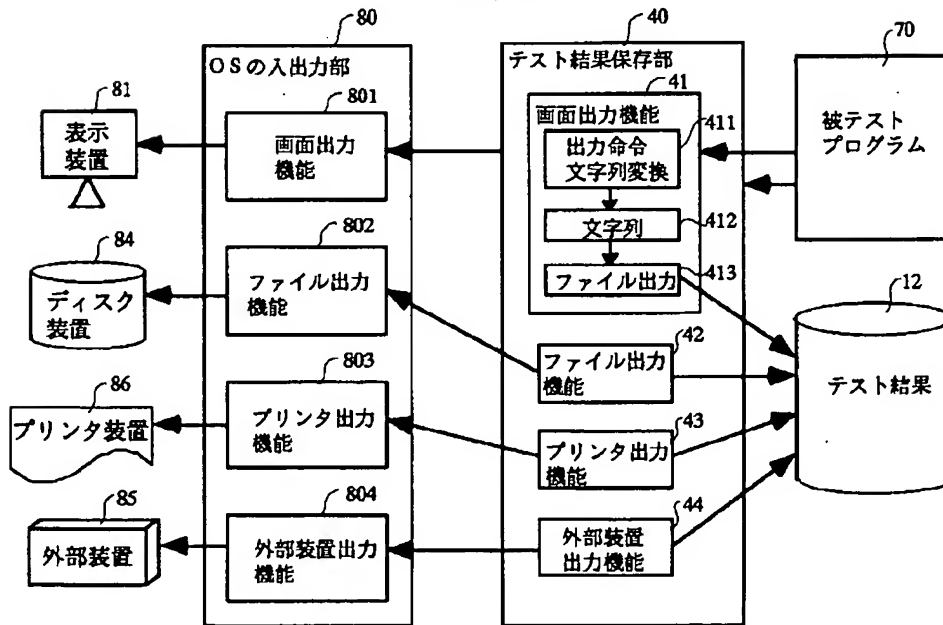 80
OSの入出力部
81
表示
装置
801
画面出力
機能
84
ディスク
装置
802
ファイル出力
機能
86
プリンタ装置
803
プリンタ出力
機能
85
外部装置
804
外部装置出力
機能
40
テスト結果保存部
41
画面出力機能
411
出力命令
文字列変換
412
文字列
413
ファイル出力
42
ファイル出力
機能
43
プリンタ出力
機能
44
外部装置
出力機能
70
被テスト
プログラム
12
テスト結果